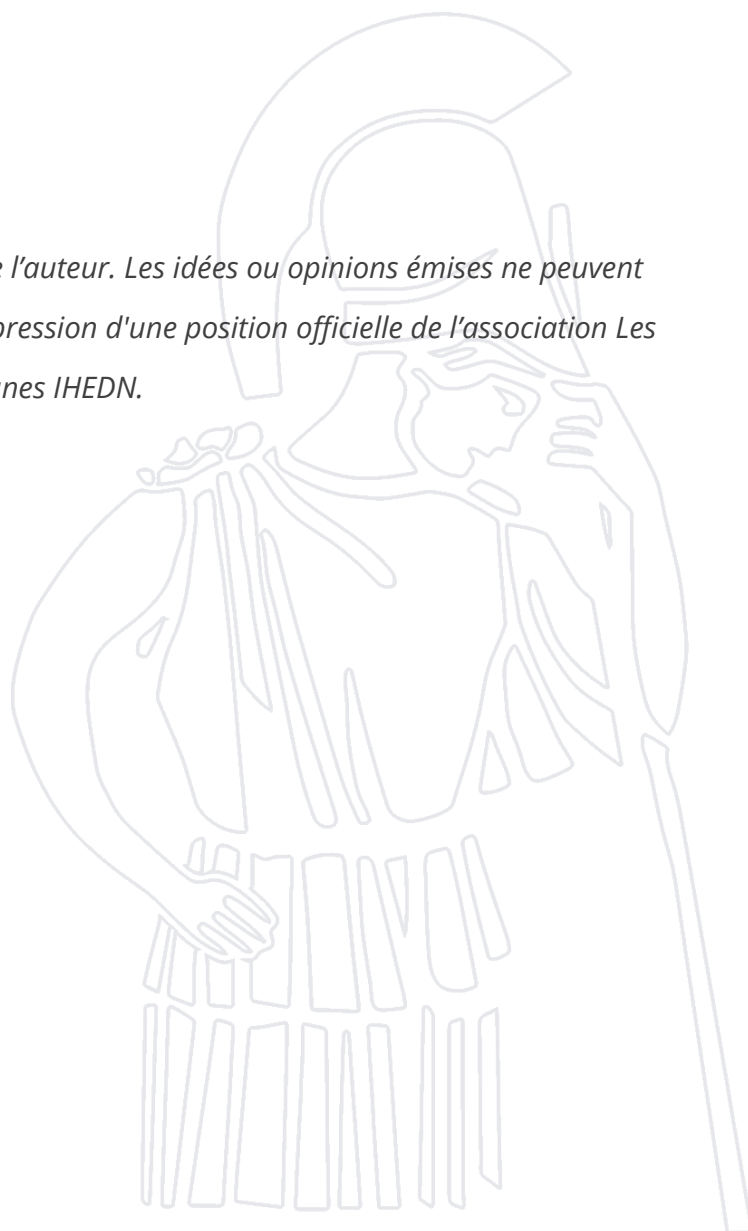 l’auteur. Les idées ou opinions émises ne peuvent
pression d'une position officielle de l’association Les
nes IHEDN.